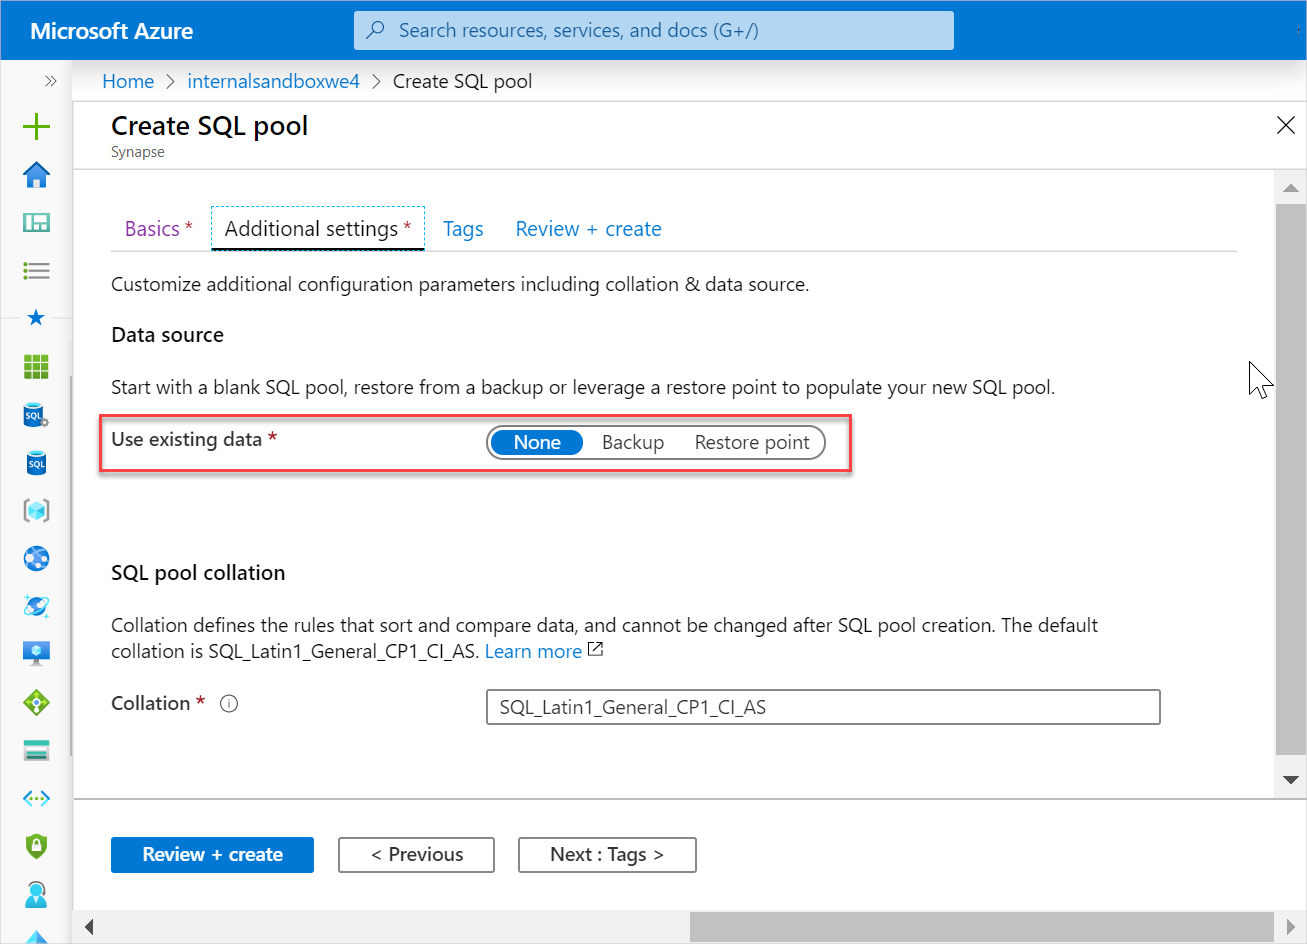 Microsoft Azure
Search resources, services, and docs (G+/)
Home > internalsandboxwe4 > Create SQL pool
Create SQL pool
Synapse
Basics * Additional settings * Tags Review + create
Customize additional configuration parameters including collation & data source.
Data source
Start with a blank SQL pool, restore from a backup or leverage a restore point to populate your new SQL pool.
Use existing data * None Backup Restore point
SQL pool collation
Collation defines the rules that sort and compare data, and cannot be changed after SQL pool creation. The default
collation is SQL_Latin1_General_CP1_CI_AS. Learn more
Collation * SQL_Latin1_General_CP1_CI_AS
Review + create < Previous Next : Tags >
SQL
SQL